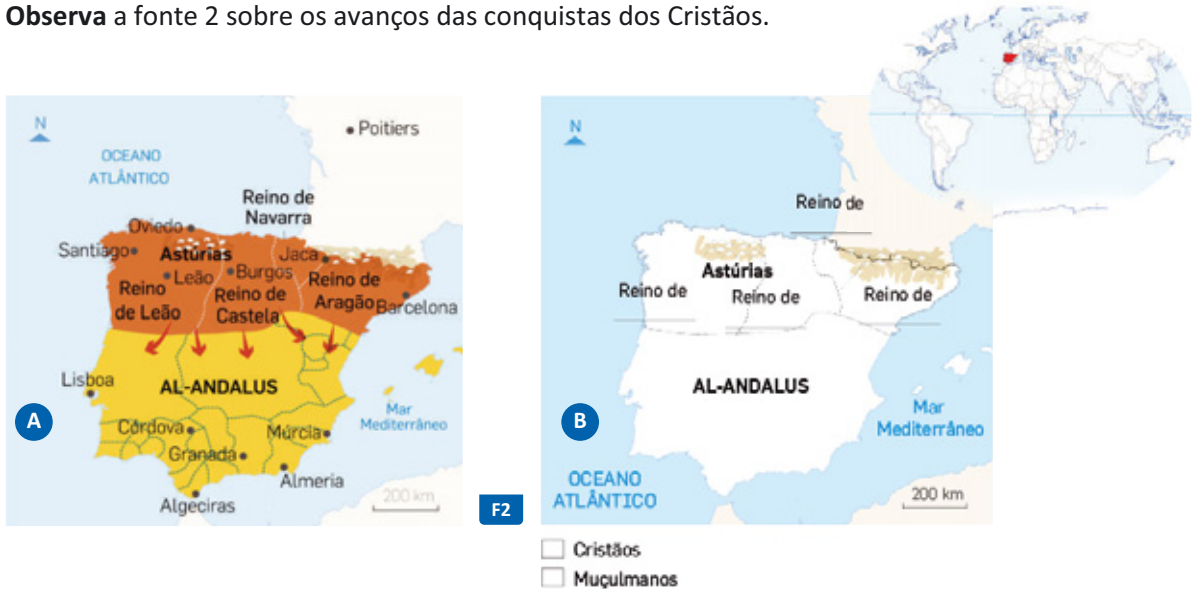 Observa a fonte 2 sobre os avanços das conquistas dos Cristãos.
N
Poitiers
OCEANO
ATLÂNTICO
Reino de
Navarra
Oviedo
Santiago
Astúrias
Jaca
Leão
Burgos
Reino
de Leão
Reino de
Castela
Reino de
Aragão
Barcelona
Lisboa
AL-ANDALUS
A
Mar
Mediterrâneo
Córdova
Múrcia
Granada
Almeria
Algeciras
200 km
F2
N
Reino de
Astúrias
Reino de
Reino de
Reino de
AL-ANDALUS
B
Mar
Mediterrâneo
OCEANO
ATLÂNTICO
200 km
Cristãos
Muçulmanos